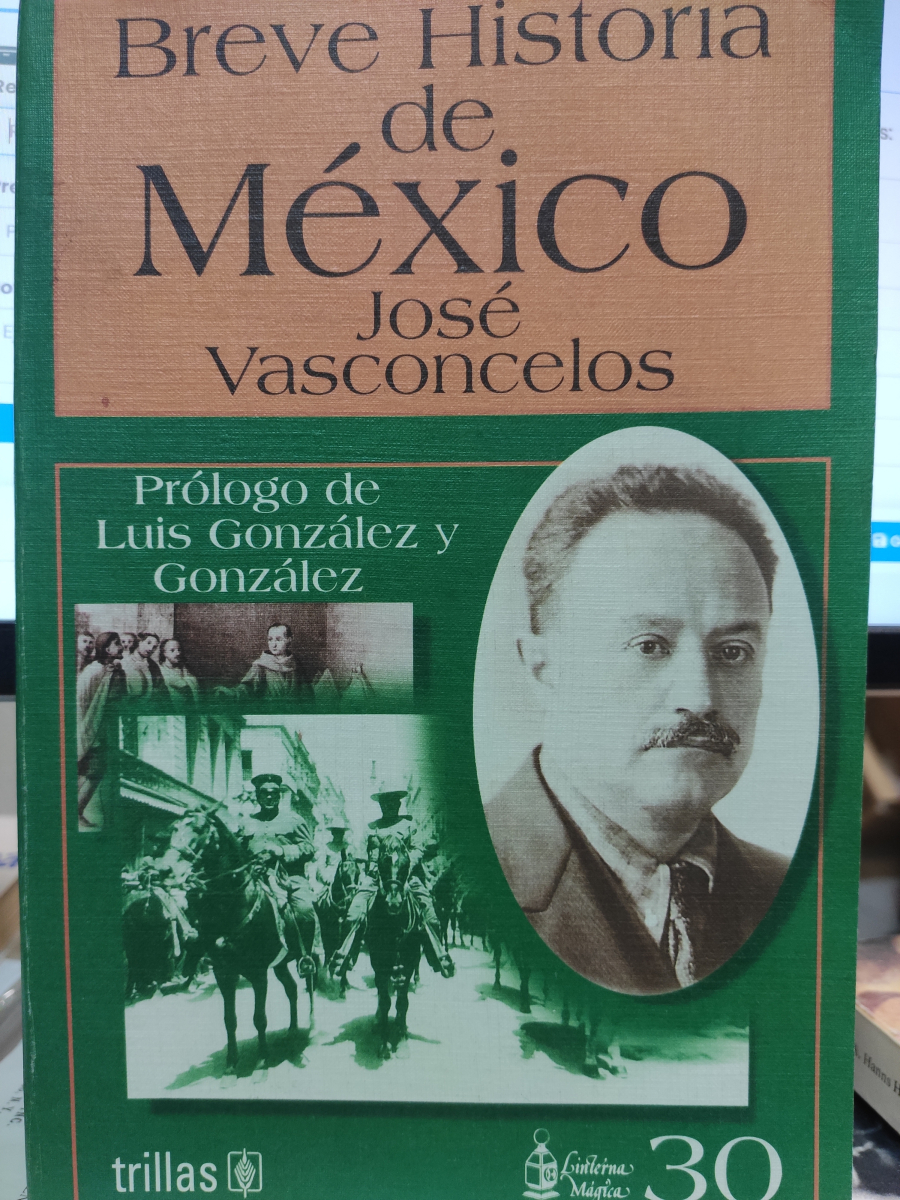 Breve Historia
de
México
José
Vasconcelos
Prólogo de
Luis González y
González
trillas
Linterna
Mágica
30